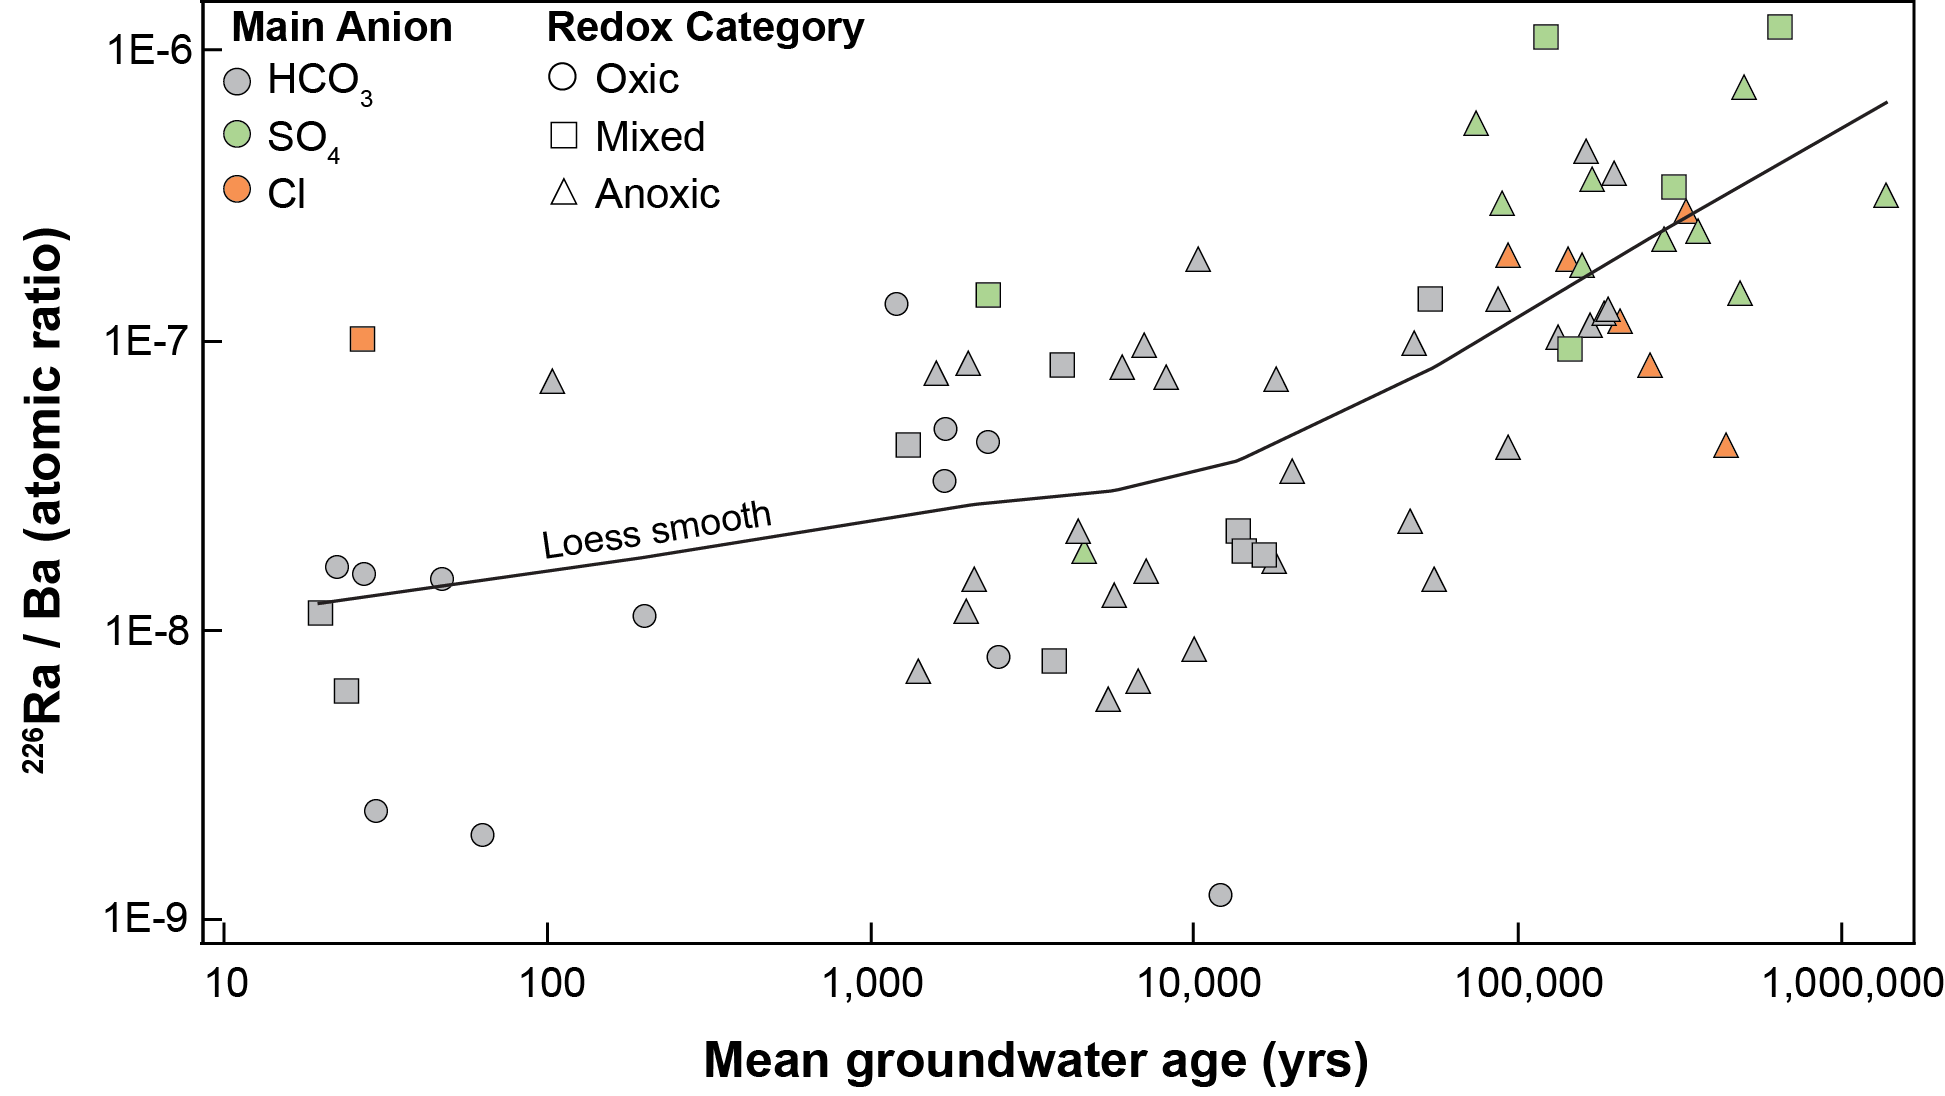 Main Anion Redox Category
HCO3 Oxic
SO4 Mixed
Cl Anoxic
1E-6
1E-7
1E-8
1E-9
226Ra / Ba (atomic ratio)
Loess smooth
10 100 1,000 10,000 100,000 1,000,000
Mean groundwater age (yrs)